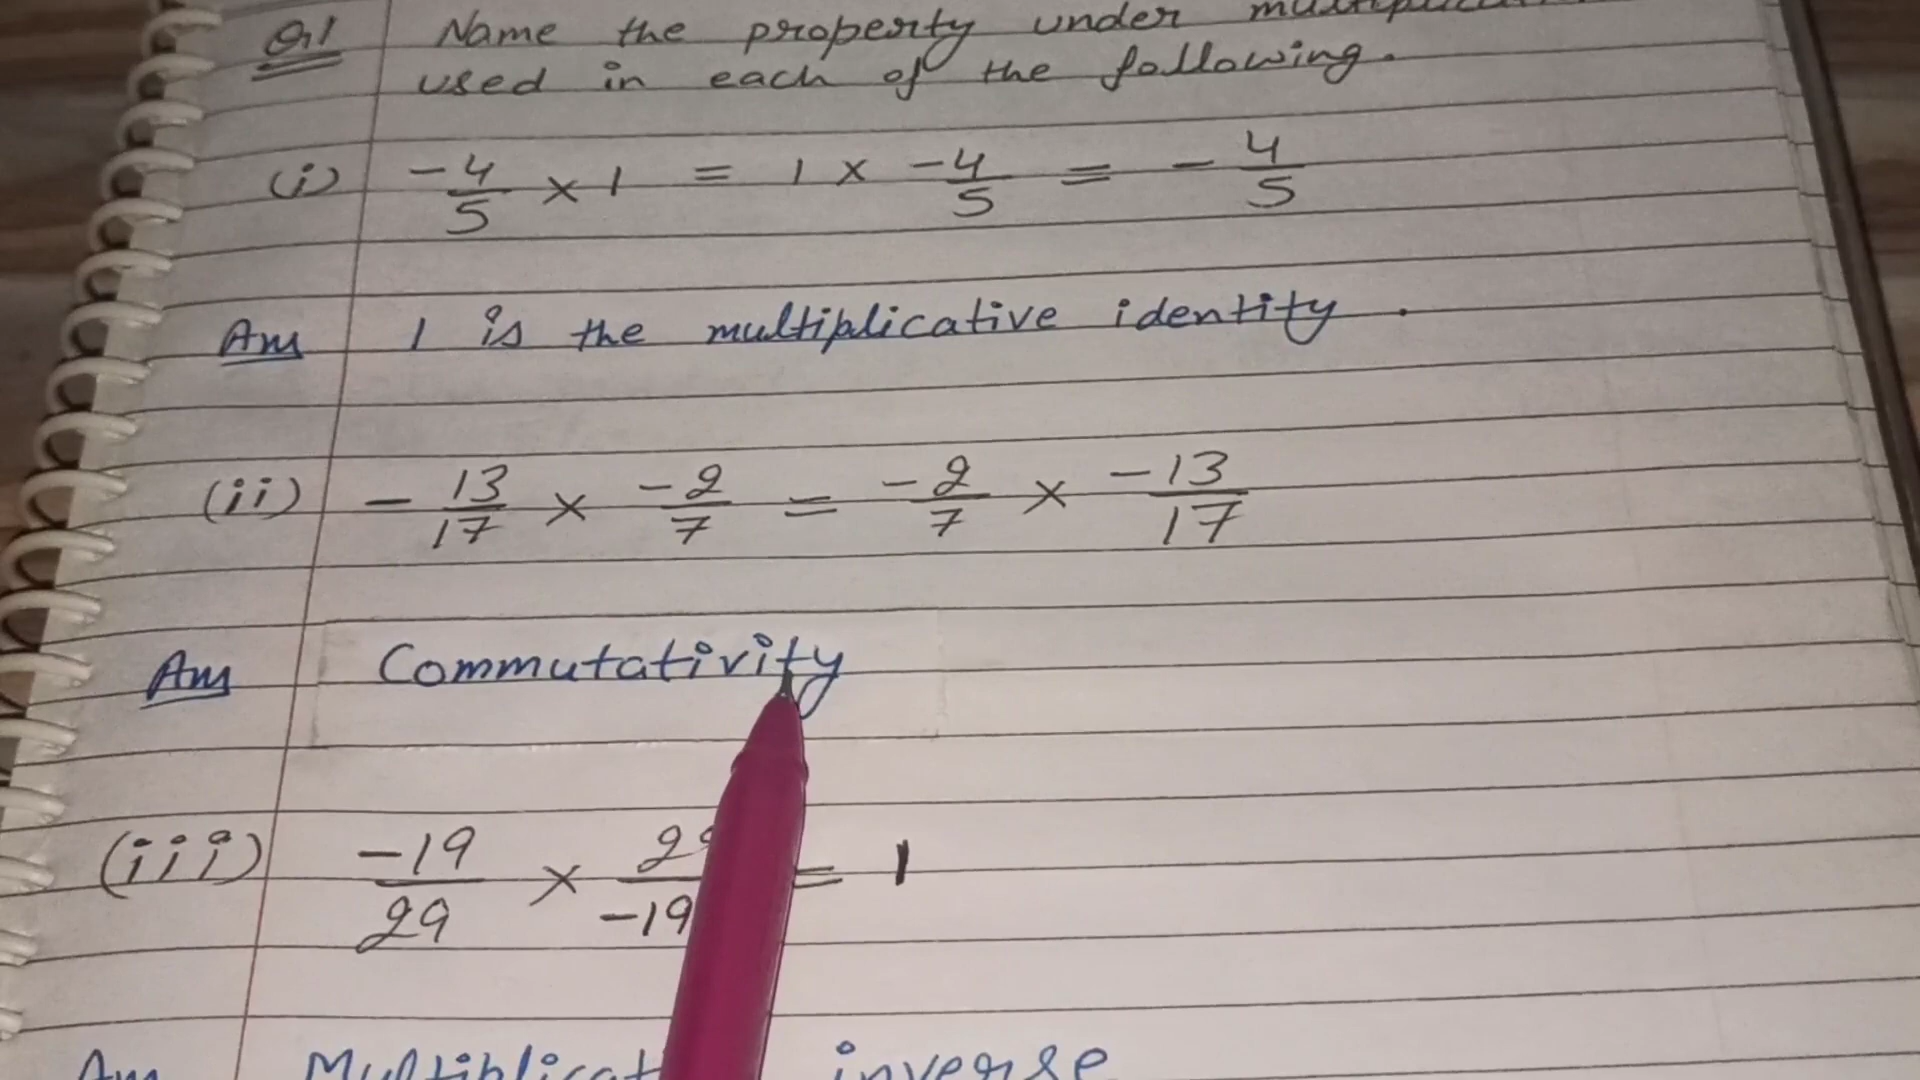 Q.1 Name the property under
used in each of the following.
(i) -4/5 × 1 = 1 × -4/5 = -4/5
Ans 1 is the multiplicative identity.
(ii) -13/17 × -2/7 = -2/7 × -13/17
Ans Commutativity
(iii) -19/29 × = 1
Ans inverse